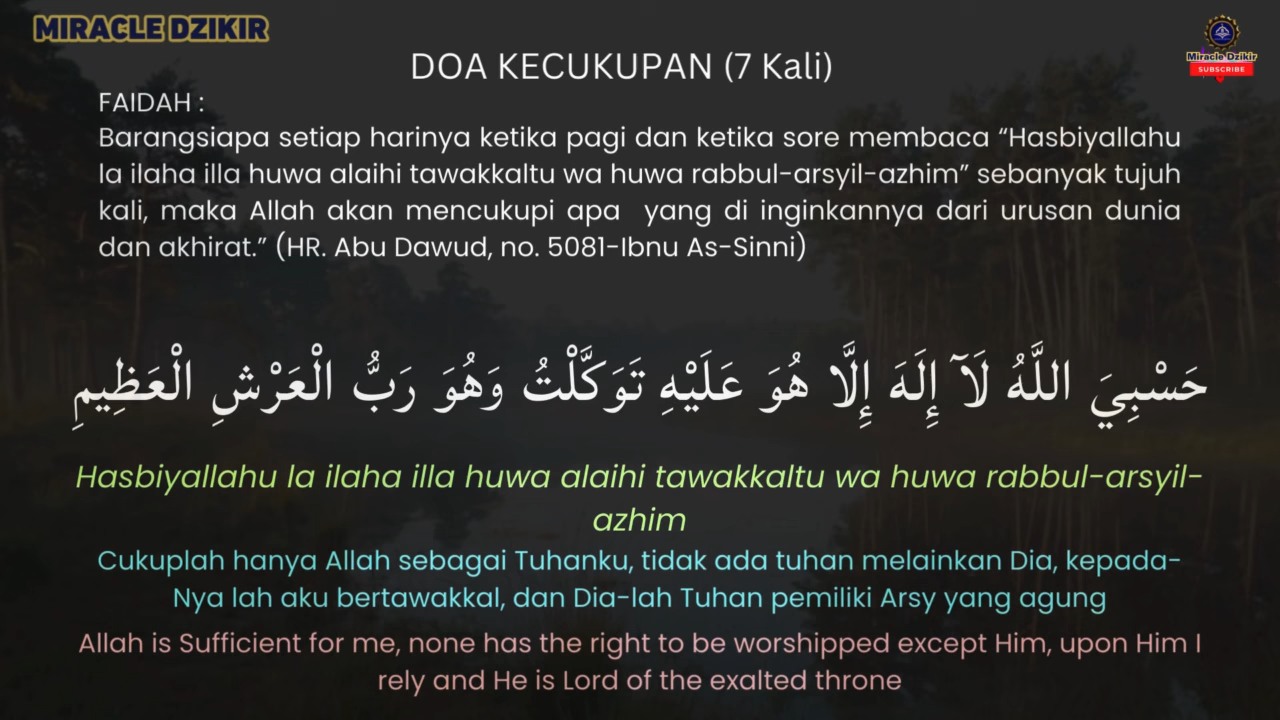 MIRACLE DZIKIR
Miracle Dzikir
SUBSCRIBE
DOA KECUKUPAN (7 Kali)
FAIDAH :
Barangsiapa setiap harinya ketika pagi dan ketika sore membaca “Hasbiyallahu
la ilaha illa huwa alaihi tawakkaltu wa huwa rabbul-arsyil-azhim” sebanyak tujuh
kali, maka Allah akan mencukupi apa yang di inginkannya dari urusan dunia
dan akhirat.” (HR. Abu Dawud, no. 5081-Ibnu As-Sinni)
حَسْبِيَ اللَّهُ لَآ إِلَهَ إِلَّا هُوَ عَلَيْهِ تَوَكَّلْتُ وَهُوَ رَبُّ الْعَرْشِ الْعَظِيمِ
Hasbiyallahu la ilaha illa huwa alaihi tawakkaltu wa huwa rabbul-arsyil-
azhim
Cukuplah hanya Allah sebagai Tuhanku, tidak ada tuhan melainkan Dia, kepada-
Nya lah aku bertawakkal, dan Dia-lah Tuhan pemiliki Arsy yang agung
Allah is Sufficient for me, none has the right to be worshipped except Him, upon Him I
rely and He is Lord of the exalted throne